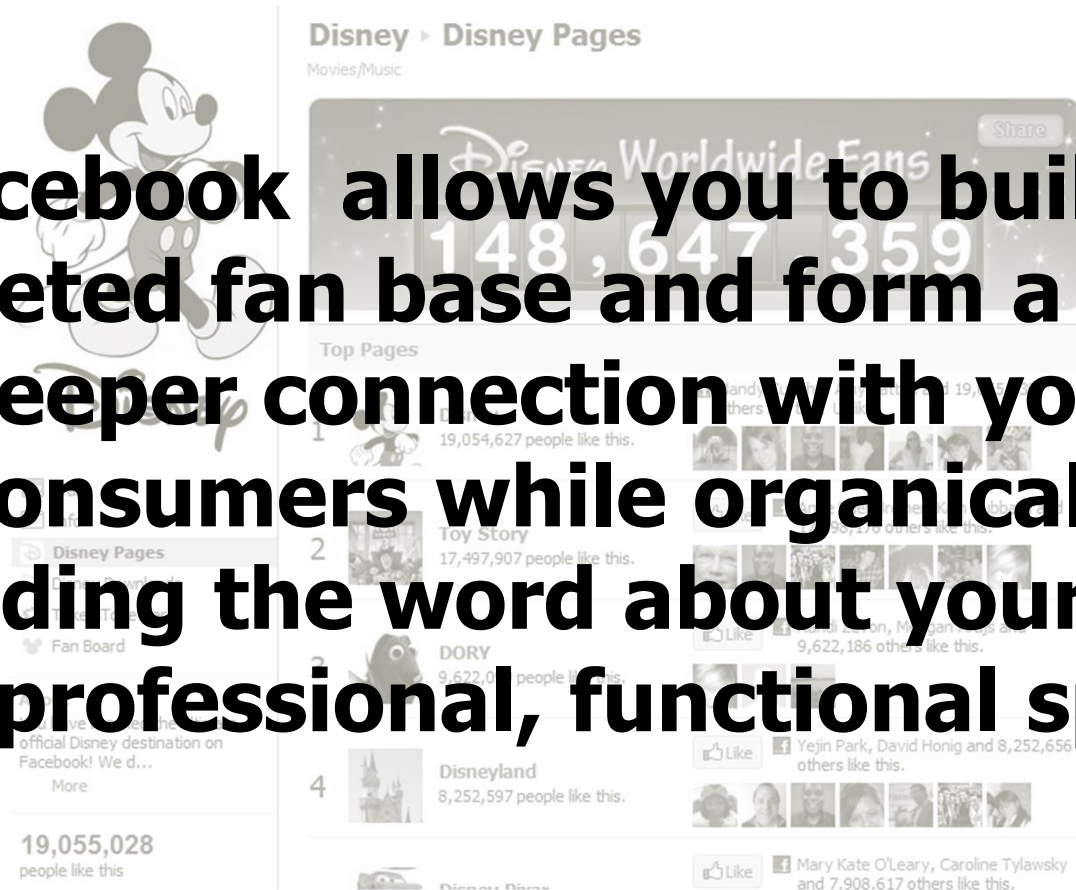 Disney ▸ Disney Pages
Movies/Music
Share
Disney Worldwide Fans
148,647 359
cebook allows you to buil
eted fan base and form a
eeper connection with yo
onsumers while organical
ding the word about your
professional, functional s
Top Pages
1
19,054,627 people like this.
2
Toy Story
17,497,907 people like this.
Disney Pages
Fan Board
DORY
Like
9,622,186 others like this.
official Disney destination on
Facebook! We d...
More
4
Disneyland
8,252,597 people like this.
Like
Yejin Park, David Honig and 8,252,656
others like this.
19,055,028
people like this
Like
Mary Kate O'Leary, Caroline Tylawsky
and 7,908,617 others like this.